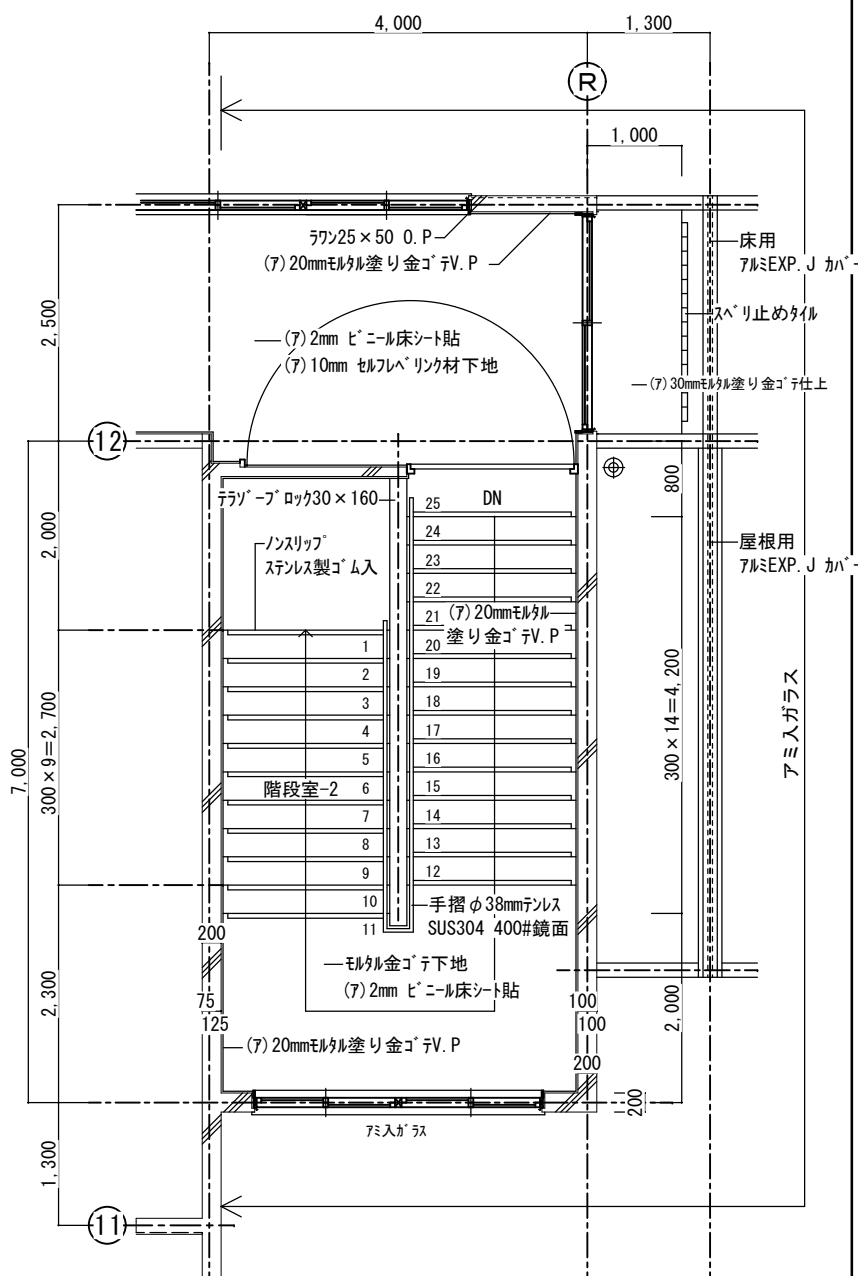 4,000
1,300
R
1,000
ラワン25×50 O.P
(ア)20mmモルタル塗り金ゴテV.P
床用
アルミEXP.J カバー
スベリ止めタイル
2,500
(ア)2mm ビニール床シート貼
(ア)10mm セルフレベリンク材下地
(ア)30mmモルタル塗り金ゴテ仕上
12
800
テラゾーブロック30×160
25
DN
24
ノンスリップ
ステンレス製ゴム入
23
22
屋根用
アルミEXP.J カバー
2,000
21
(ア)20mmモルタル
塗り金ゴテV.P
1
20
2
19
3
18
4
17
5
16
階段室-2
6
15
7
14
8
13
9
12
10
11
7,000
300×9=2,700
300×14=4,200
アミ入ガラス
手摺φ38mmテンレス
SUS304 400#鏡面
200
モルタル金ゴテ下地
(ア)2mm ビニール床シート貼
75
125
100
100
2,300
2,000
(ア)20mmモルタル塗り金ゴテV.P
200
200
アミ入ガラス
1,300
11